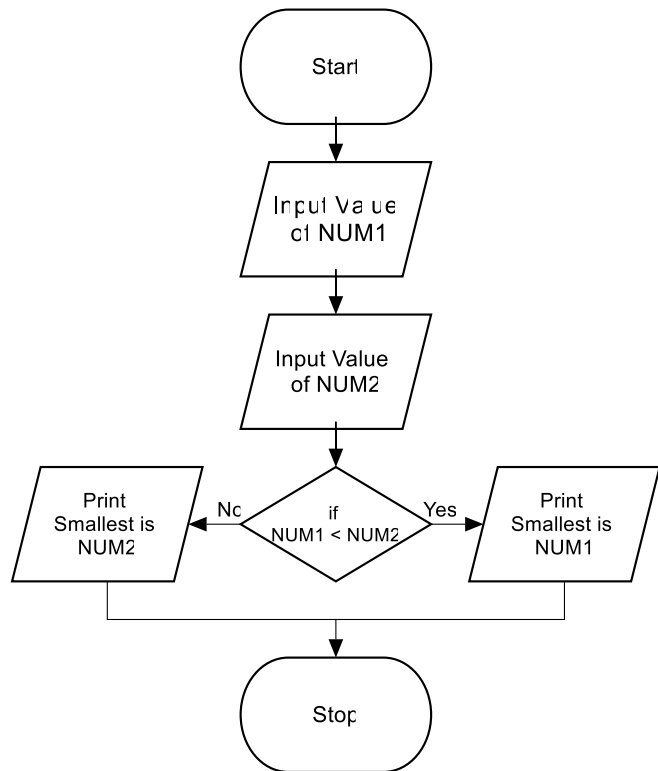 Start
Input Value
of NUM1
Input Value
of NUM2
if
NUM1 < NUM2
No
Yes
Print
Smallest is
NUM2
Print
Smallest is
NUM1
Stop